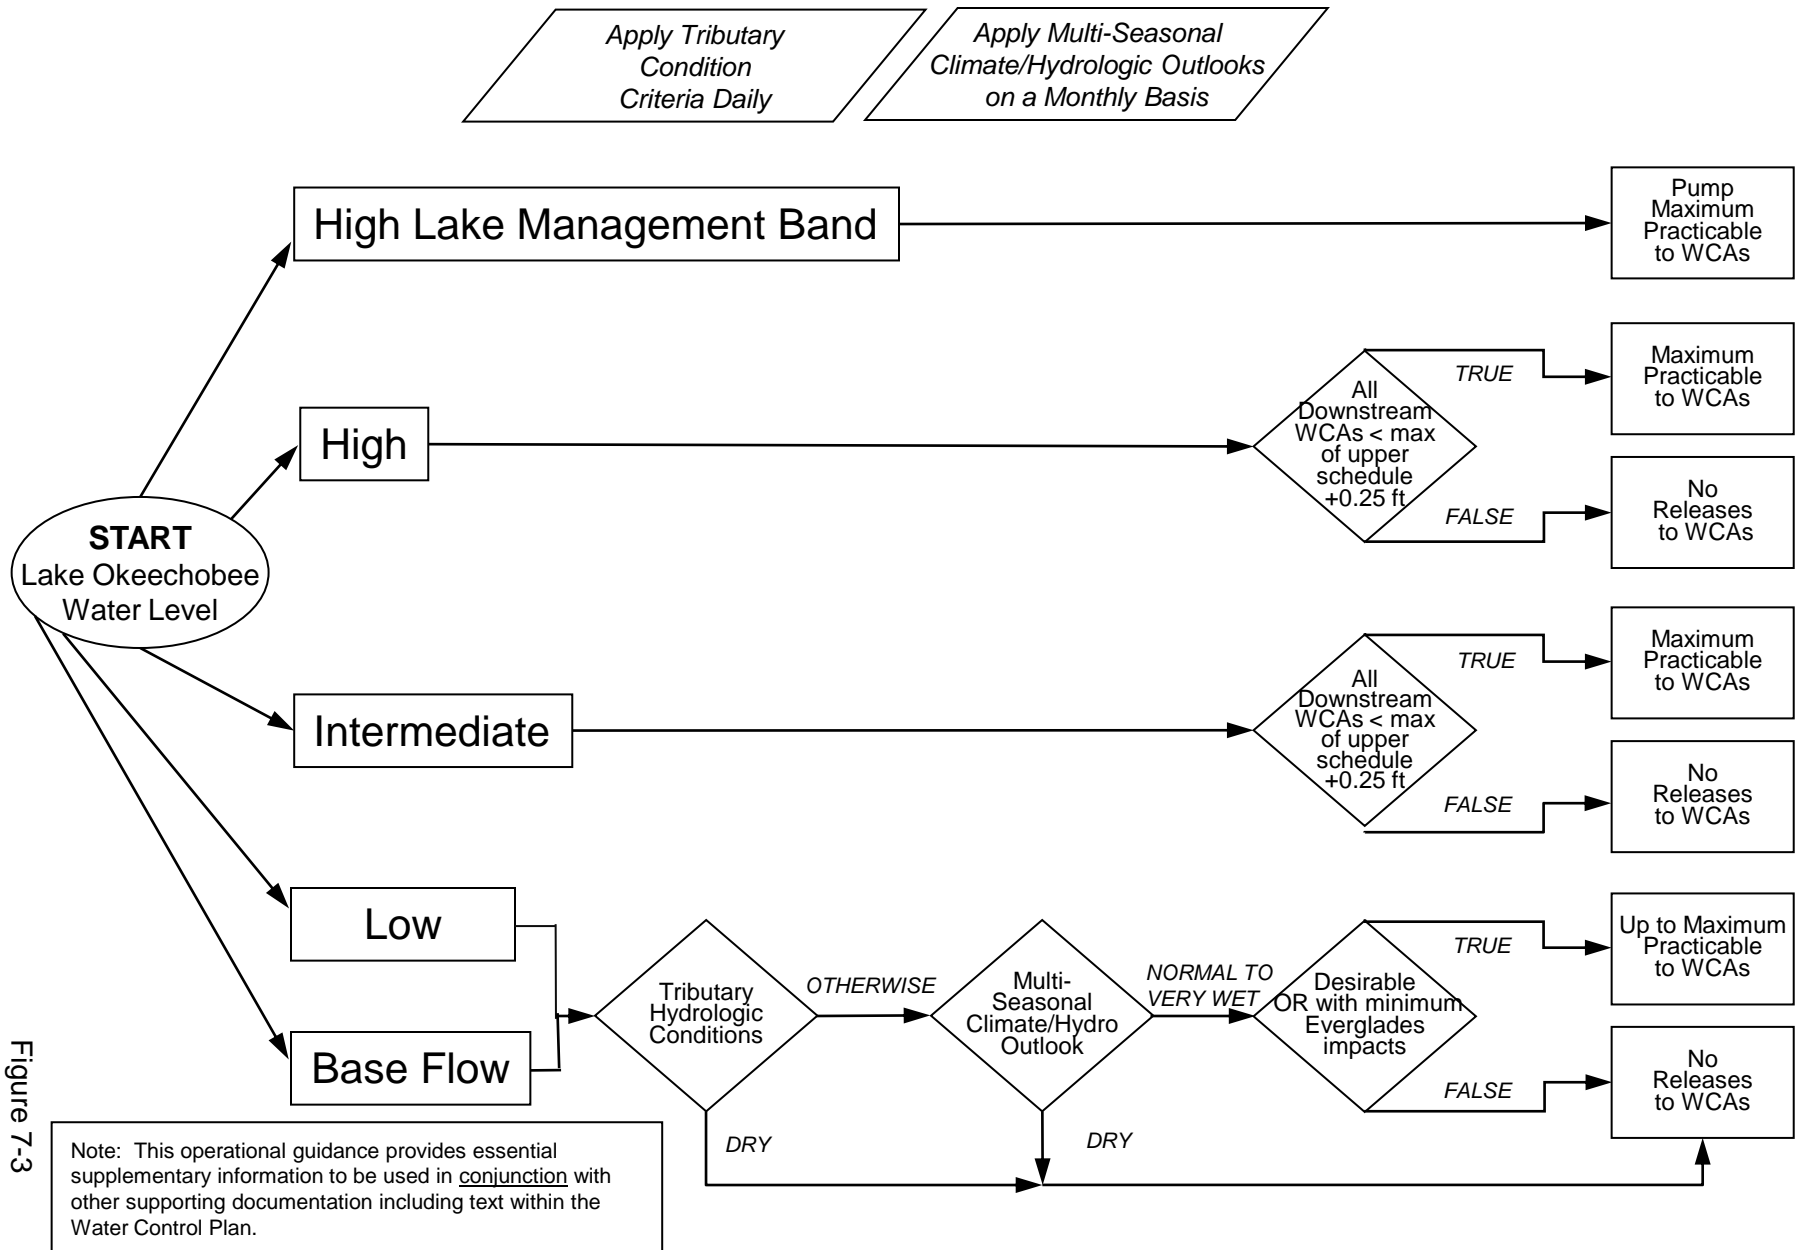 Apply Tributary
Condition
Criteria Daily
Apply Multi-Seasonal
Climate/Hydrologic Outlooks
on a Monthly Basis
High Lake Management Band
Pump
Maximum
Practicable
to WCAs
High
All
Downstream
WCAs < max
of upper
schedule
+0.25 ft
TRUE
Maximum
Practicable
to WCAs
FALSE
No
Releases
to WCAs
START
Lake Okeechobee
Water Level
Intermediate
All
Downstream
WCAs < max
of upper
schedule
+0.25 ft
TRUE
Maximum
Practicable
to WCAs
FALSE
No
Releases
to WCAs
Low
Base Flow
Tributary
Hydrologic
Conditions
OTHERWISE
DRY
Multi-
Seasonal
Climate/Hydro
Outlook
NORMAL TO
VERY WET
DRY
Desirable
OR with minimum
Everglades
impacts
TRUE
Up to Maximum
Practicable
to WCAs
FALSE
No
Releases
to WCAs
Figure 7-3
Note: This operational guidance provides essential
supplementary information to be used in conjunction with
other supporting documentation including text within the
Water Control Plan.